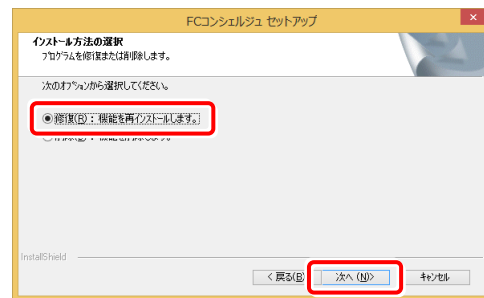 FCコンシェルジュ セットアップ
インストール方法の選択
プログラムを修復または削除します。
次のオプションから選択してください。
修復(R)：機能を再インストールします。
InstallShield
< 戻る(B)
次へ (N)>
キャンセル